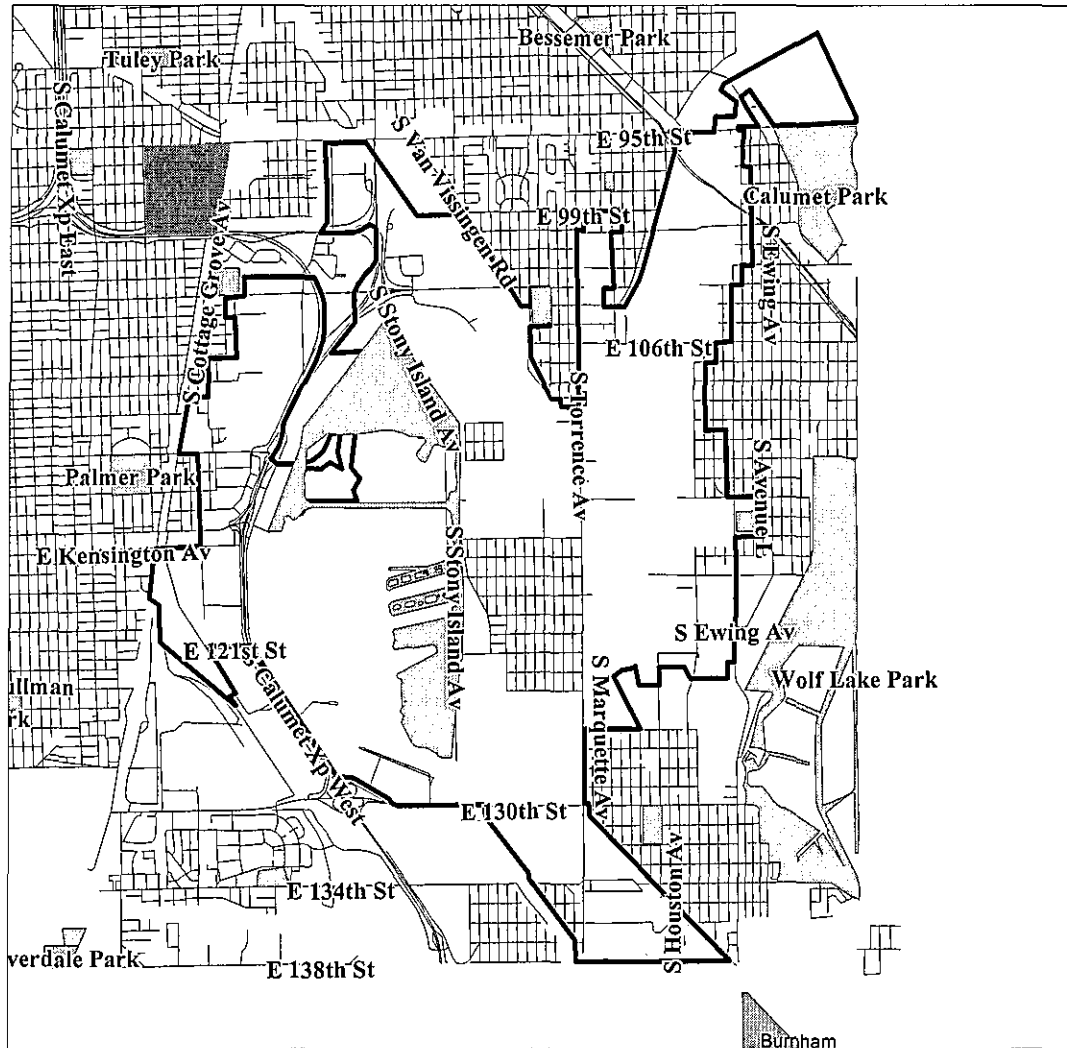 Bessemer Park
Tuley Park
S Calumet Xp East
S Van Vissingen Rd
E 95th St
Calumet Park
E 99th St
S Cottage Grove Av
S Ewing Av
S Stony Island Av
E 106th St
S Torrence Av
Palmer Park
S Avenue L
E Kensington Av
S Stony Island Av
S Ewing Av
E 121st St
Wolf Lake Park
S Marquette Av
S Calumet Xp West
E 130th St
S Houston Av
E 134th St
verdale Park
E 138th St
Burnham